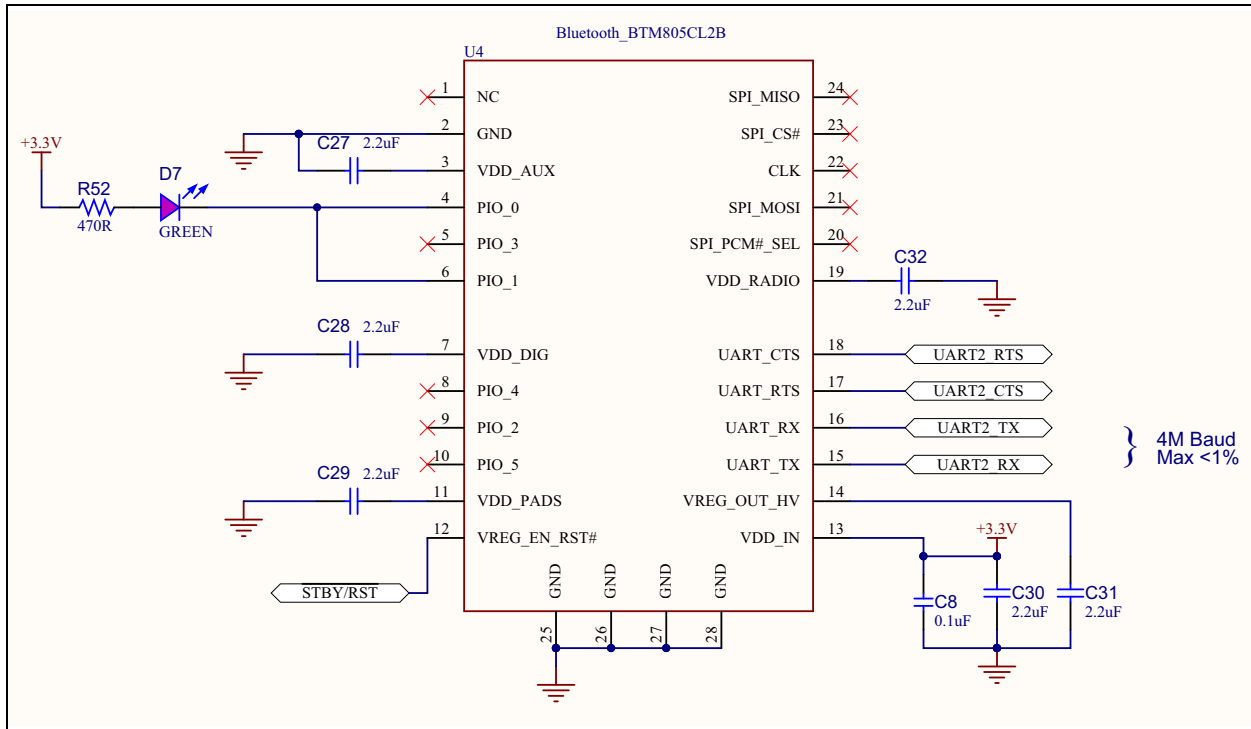 Bluetooth_BTM805CL2B
U4
1 NC
SPI_MISO 24
2 GND
SPI_CS# 23
+3.3V
C27 2.2uF
3 VDD_AUX
CLK 22
R52
470R
D7
GREEN
4 PIO_0
SPI_MOSI 21
5 PIO_3
SPI_PCM#_SEL 20
6 PIO_1
VDD_RADIO 19
C32
2.2uF
C28 2.2uF
7 VDD_DIG
UART_CTS 18
UART2_RTS
8 PIO_4
UART_RTS 17
UART2_CTS
9 PIO_2
UART_RX 16
UART2_TX
10 PIO_5
UART_TX 15
UART2_RX
} 4M Baud
Max <1%
C29 2.2uF
11 VDD_PADS
VREG_OUT_HV 14
12 VREG_EN_RST#
VDD_IN 13
+3.3V
STBY/RST
GND
GND
GND
GND
25
26
27
28
C8
0.1uF
C30
2.2uF
C31
2.2uF